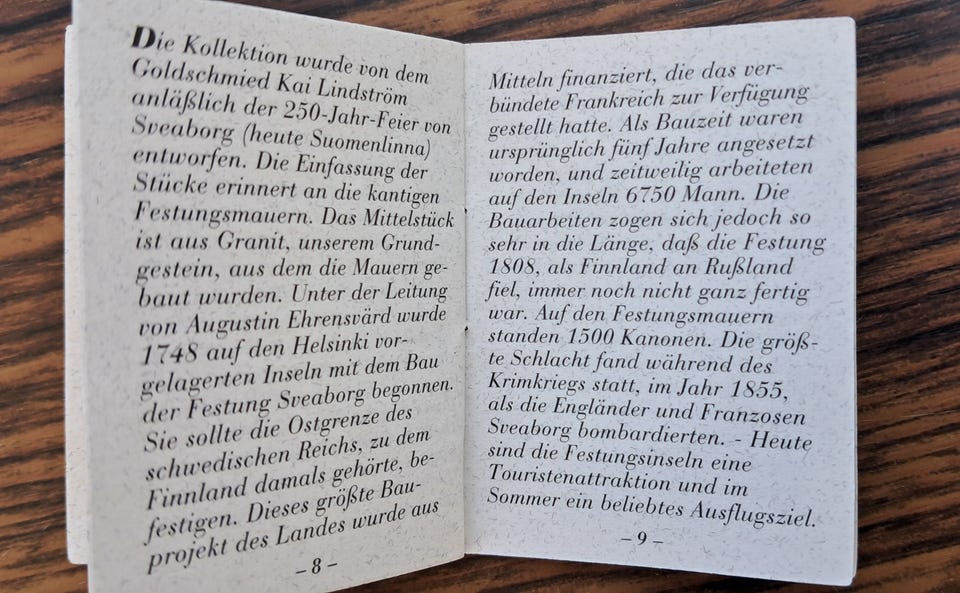 Die Kollektion wurde von dem
Goldschmied Kai Lindström
anläßlich der 250-Jahr-Feier von
Sveaborg (heute Suomenlinna)
entworfen. Die Einfassung der
Stücke erinnert an die kantigen
Festungsmauern. Das Mittelstück
ist aus Granit, unserem Grund-
gestein, aus dem die Mauern ge-
baut wurden. Unter der Leitung
von Augustin Ehrensvärd wurde
1748 auf den Helsinki vor-
gelagerten Inseln mit dem Bau
der Festung Sveaborg begonnen.
Sie sollte die Ostgrenze des
schwedischen Reichs, zu dem
Finnland damals gehörte, be-
festigen. Dieses größte Bau-
projekt des Landes wurde aus
- 8 -
Mitteln finanziert, die das ver-
bündete Frankreich zur Verfügung
gestellt hatte. Als Bauzeit waren
ursprünglich fünf Jahre angesetzt
worden, und zeitweilig arbeiteten
auf den Inseln 6750 Mann. Die
Bauarbeiten zogen sich jedoch so
sehr in die Länge, daß die Festung
1808, als Finnland an Rußland
fiel, immer noch nicht ganz fertig
war. Auf den Festungsmauern
standen 1500 Kanonen. Die größ-
te Schlacht fand während des
Krimkriegs statt, im Jahr 1855,
als die Engländer und Franzosen
Sveaborg bombardierten. - Heute
sind die Festungsinseln eine
Touristenattraktion und im
Sommer ein beliebtes Ausflugsziel.
- 9 -